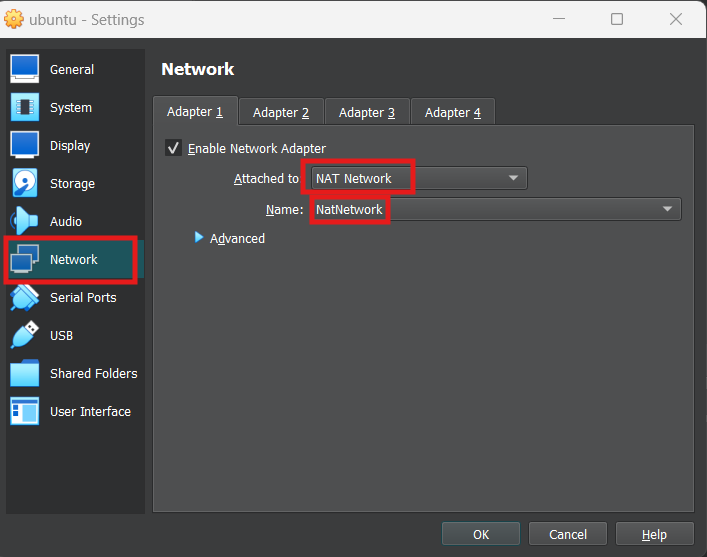 ubuntu - Settings
General
System
Display
Storage
Audio
Network
Serial Ports
USB
Shared Folders
User Interface
Network
Adapter 1 Adapter 2 Adapter 3 Adapter 4
Enable Network Adapter
Attached to NAT Network
Name: NatNetwork
Advanced
OK Cancel Help